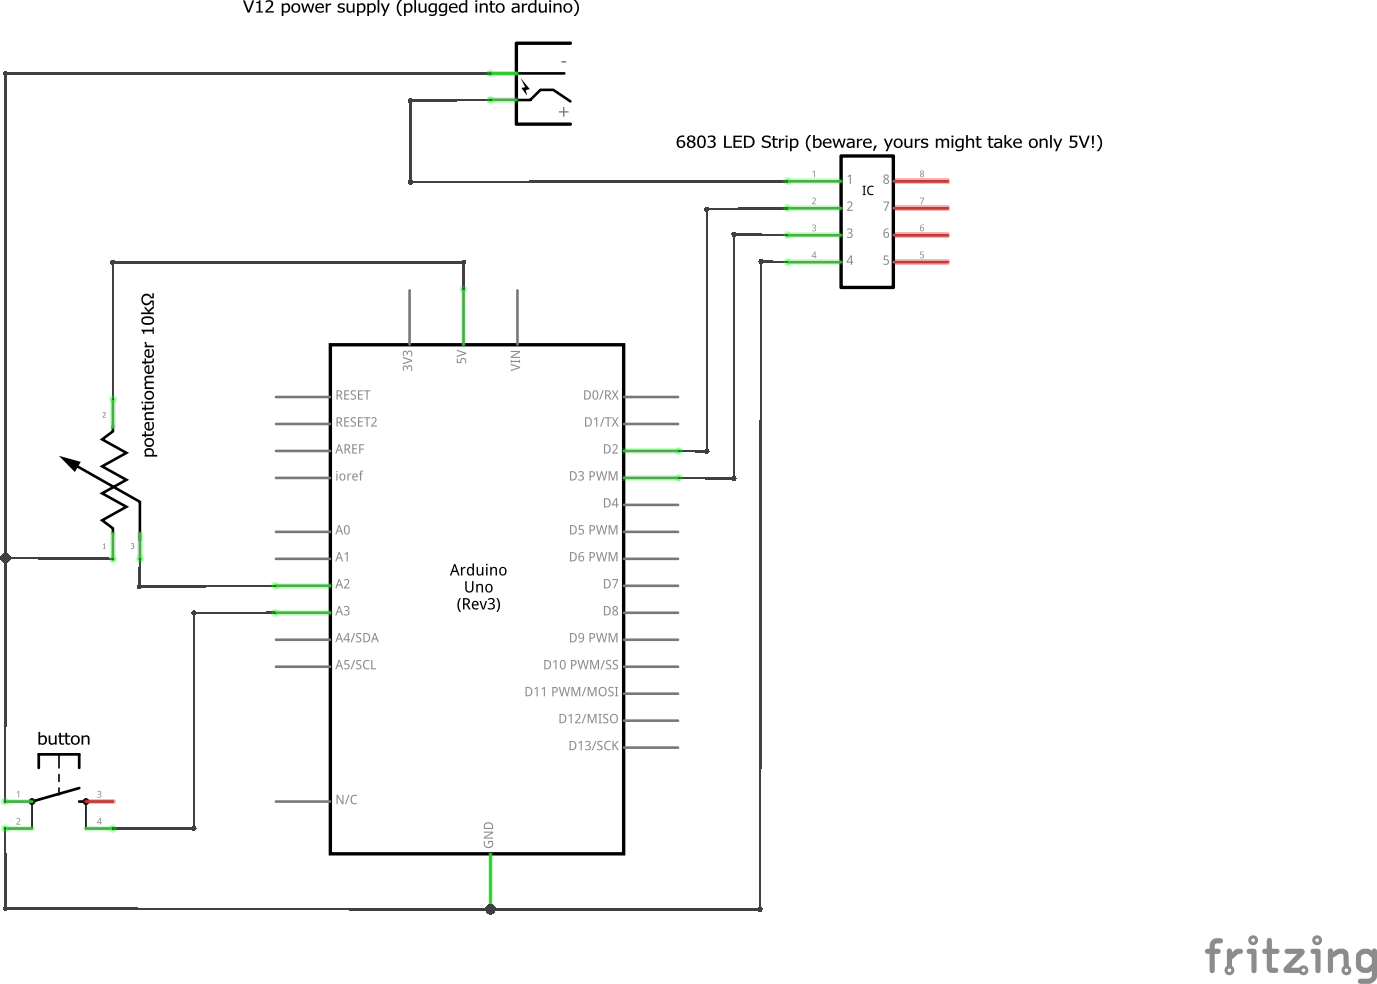 V12 power supply (plugged into arduino)
-
+
6803 LED Strip (beware, yours might take only 5V!)
1 1 IC 8 8
2 2 7 7
3 3 6 6
4 4 5 5
potentiometer 10kΩ
2
1 3
3V3 5V VIN
RESET D0/RX
RESET2 D1/TX
AREF D2
ioref D3 PWM
D4
A0 D5 PWM
A1 D6 PWM
A2 D7
A3 D8
A4/SDA D9 PWM
A5/SCL D10 PWM/SS
D11 PWM/MOSI
D12/MISO
D13/SCK
N/C
GND
Arduino
Uno
(Rev3)
button
1 3
2 4
fritzing